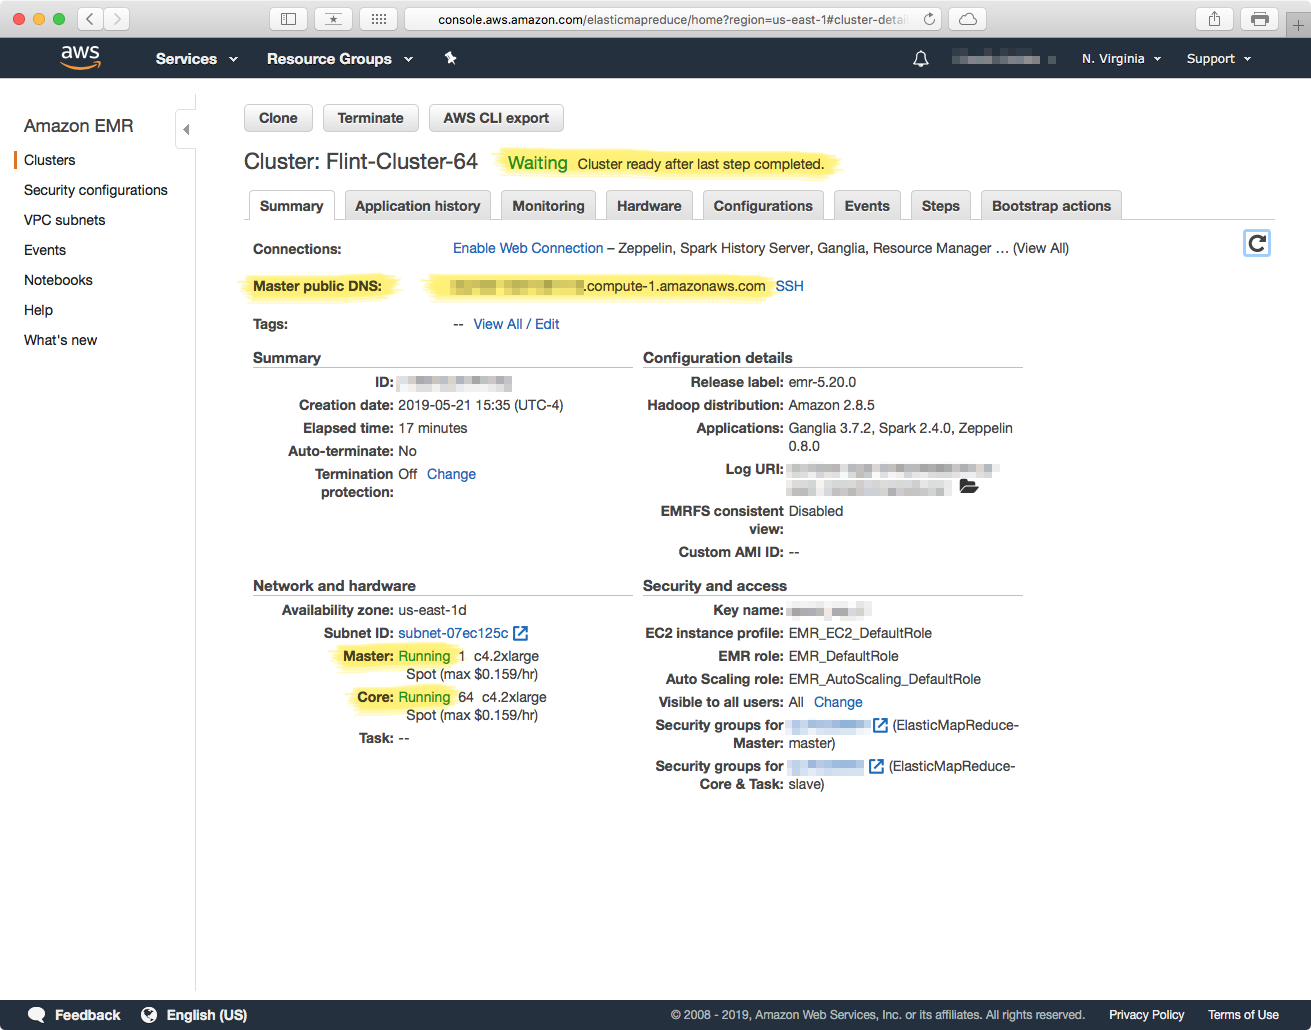 console.aws.amazon.com/elasticmapreduce/home?region=us-east-1#cluster-detai
aws
Services
Resource Groups
N. Virginia
Support
Amazon EMR
Clusters
Security configurations
VPC subnets
Events
Notebooks
Help
What's new
Clone
Terminate
AWS CLI export
Cluster: Flint-Cluster-64 Waiting Cluster ready after last step completed.
Summary
Application history
Monitoring
Hardware
Configurations
Events
Steps
Bootstrap actions
Connections: Enable Web Connection – Zeppelin, Spark History Server, Ganglia, Resource Manager … (View All)
Master public DNS: .compute-1.amazonaws.com SSH
Tags: -- View All / Edit
Summary
ID:
Creation date: 2019-05-21 15:35 (UTC-4)
Elapsed time: 17 minutes
Auto-terminate: No
Termination Off Change
protection:
Configuration details
Release label: emr-5.20.0
Hadoop distribution: Amazon 2.8.5
Applications: Ganglia 3.7.2, Spark 2.4.0, Zeppelin
0.8.0
Log URI:
EMRFS consistent Disabled
view:
Custom AMI ID: --
Network and hardware
Availability zone: us-east-1d
Subnet ID: subnet-07ec125c
Master: Running 1 c4.2xlarge
Spot (max $0.159/hr)
Core: Running 64 c4.2xlarge
Spot (max $0.159/hr)
Task: --
Security and access
Key name:
EC2 instance profile: EMR_EC2_DefaultRole
EMR role: EMR_DefaultRole
Auto Scaling role: EMR_AutoScaling_DefaultRole
Visible to all users: All Change
Security groups for (ElasticMapReduce-
Master: master)
Security groups for (ElasticMapReduce-
Core & Task: slave)
Feedback
English (US)
© 2008 - 2019, Amazon Web Services, Inc. or its affiliates. All rights reserved.
Privacy Policy
Terms of Use